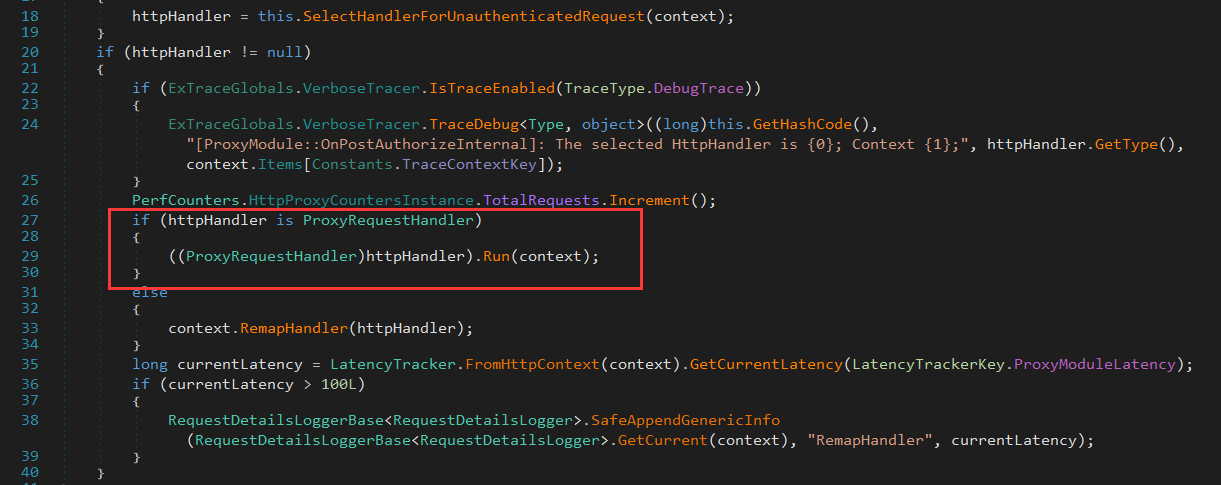 18 httpHandler = this.SelectHandlerForUnauthenticatedRequest(context);
19 }
20 if (httpHandler != null)
21 {
22 if (ExTraceGlobals.VerboseTracer.IsTraceEnabled(TraceType.DebugTrace))
23 {
24 ExTraceGlobals.VerboseTracer.TraceDebug<Type, object>((long)this.GetHashCode(),
"[ProxyModule::OnPostAuthorizeInternal]: The selected HttpHandler is {0}; Context {1};", httpHandler.GetType(),
context.Items[Constants.TraceContextKey]);
25 }
26 PerfCounters.HttpProxyCountersInstance.TotalRequests.Increment();
27 if (httpHandler is ProxyRequestHandler)
28 {
29 ((ProxyRequestHandler)httpHandler).Run(context);
30 }
31 else
32 {
33 context.RemapHandler(httpHandler);
34 }
35 long currentLatency = LatencyTracker.FromHttpContext(context).GetCurrentLatency(LatencyTrackerKey.ProxyModuleLatency);
36 if (currentLatency > 100L)
37 {
38 RequestDetailsLoggerBase<RequestDetailsLogger>.SafeAppendGenericInfo
(RequestDetailsLoggerBase<RequestDetailsLogger>.GetCurrent(context), "RemapHandler", currentLatency);
39 }
40 }